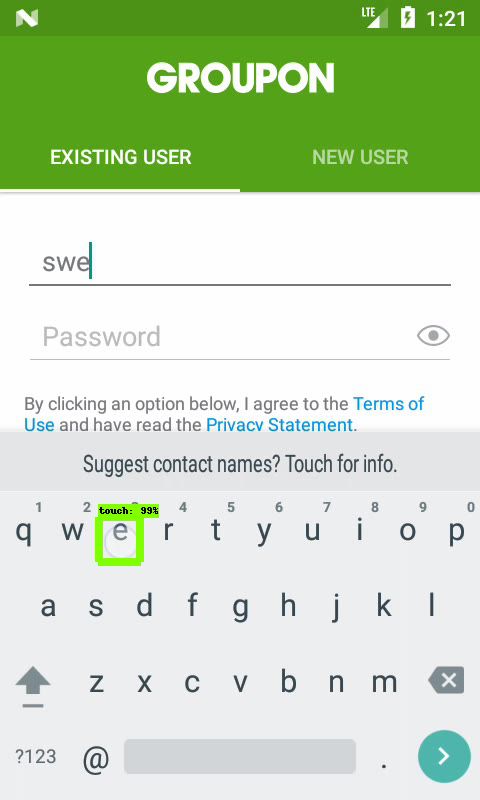 LTE 1:21
GROUPON
EXISTING USER NEW USER
swe
Password
By clicking an option below, I agree to the Terms of
Use and have read the Privacy Statement.
Suggest contact names? Touch for info.
touch: 99%
1 2 3 4 5 6 7 8 9 0
q w e r t y u i o p
a s d f g h j k l
z x c v b n m
?123 @ .